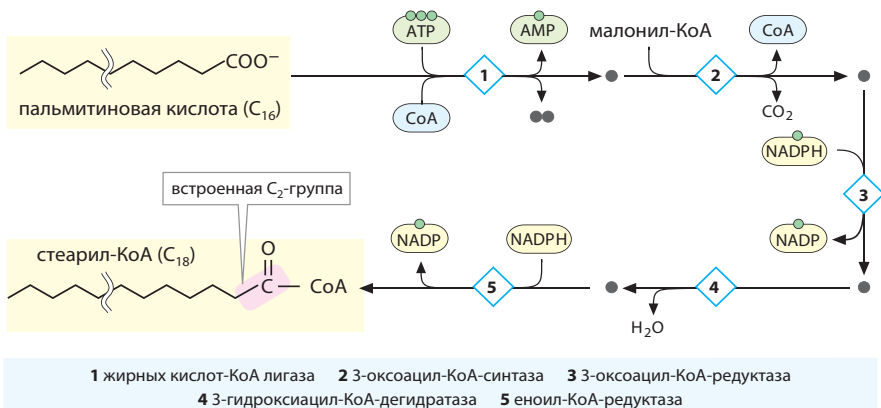 ATP
AMP
малонил-КоА
CoA
COO⁻
1
2
пальмитиновая кислота (C₁₆)
CoA
CO₂
NADPH
3
встроенная C₂-группа
NADP
NADPH
NADP
стеарил-КоА (C₁₈)
O
C
CoA
5
4
H₂O
1 жирных кислот-КоА лигаза 2 3-оксоацил-КоА-синтаза 3 3-оксоацил-КоА-редуктаза
4 3-гидроксиацил-КоА-дегидратаза 5 еноил-КоА-редуктаза